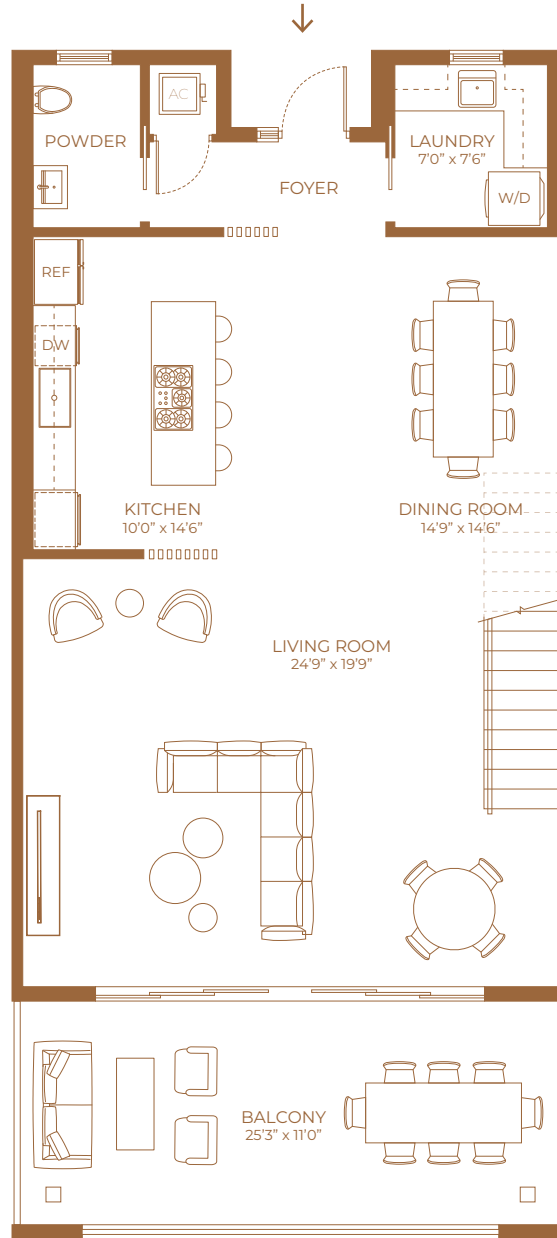 AC
POWDER
LAUNDRY
7’0” x 7’6”
FOYER
W/D
REF
DW
KITCHEN
10’0” x 14’6”
DINING ROOM
14’9” x 14’6”
LIVING ROOM
24’9” x 19’9”
BALCONY
25’3” x 11’0”